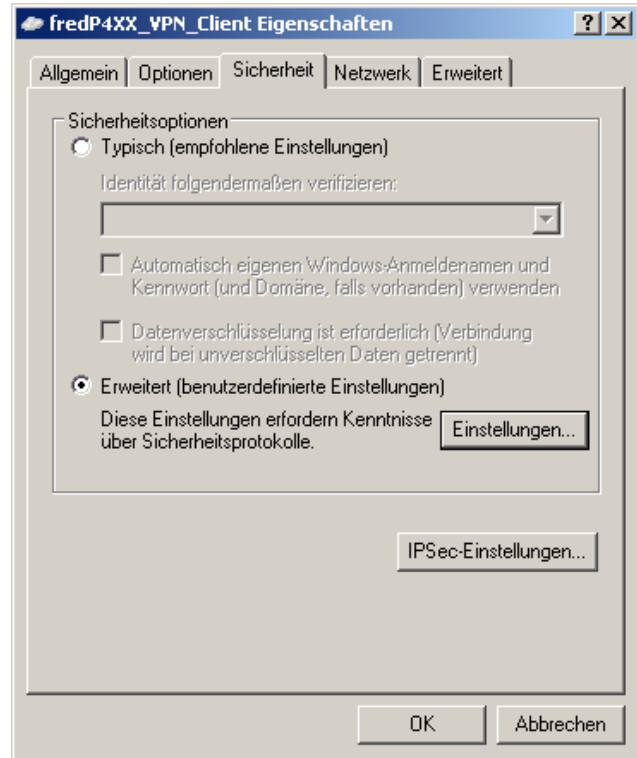 fredP4XX_VPN_Client Eigenschaften
Allgemein
Optionen
Sicherheit
Netzwerk
Erweitert
Sicherheitsoptionen
Typisch (empfohlene Einstellungen)
Identität folgendermaßen verifizieren:
Automatisch eigenen Windows-Anmeldenamen und
Kennwort (und Domäne, falls vorhanden) verwenden
Datenverschlüsselung ist erforderlich (Verbindung
wird bei unverschlüsselten Daten getrennt)
Erweitert (benutzerdefinierte Einstellungen)
Diese Einstellungen erfordern Kenntnisse
über Sicherheitsprotokolle.
Einstellungen...
IPSec-Einstellungen...
OK
Abbrechen